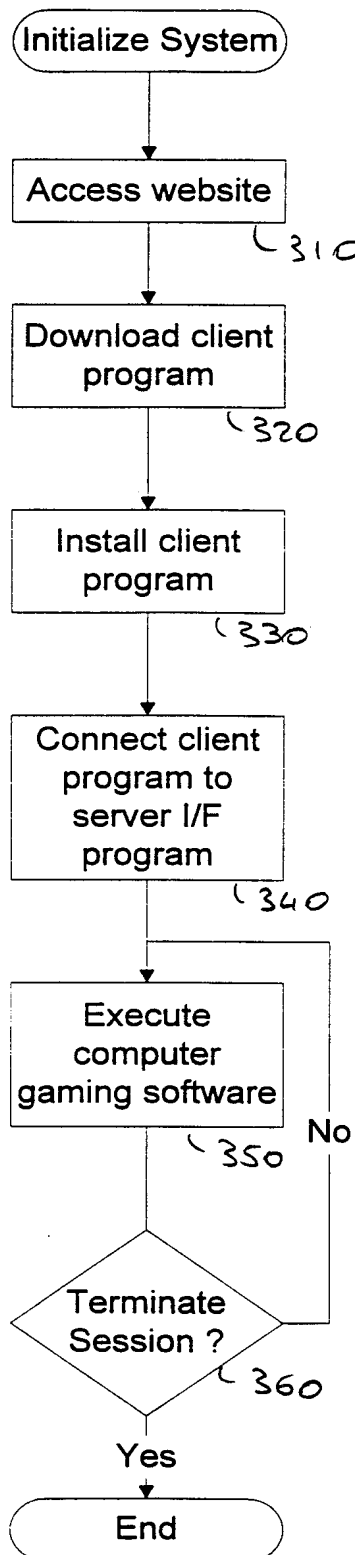 Initialize System
Access website
310
Download client
program
320
Install client
program
330
Connect client
program to
server I/F
program
340
Execute
computer
gaming software
350
No
Terminate
Session ?
360
Yes
End